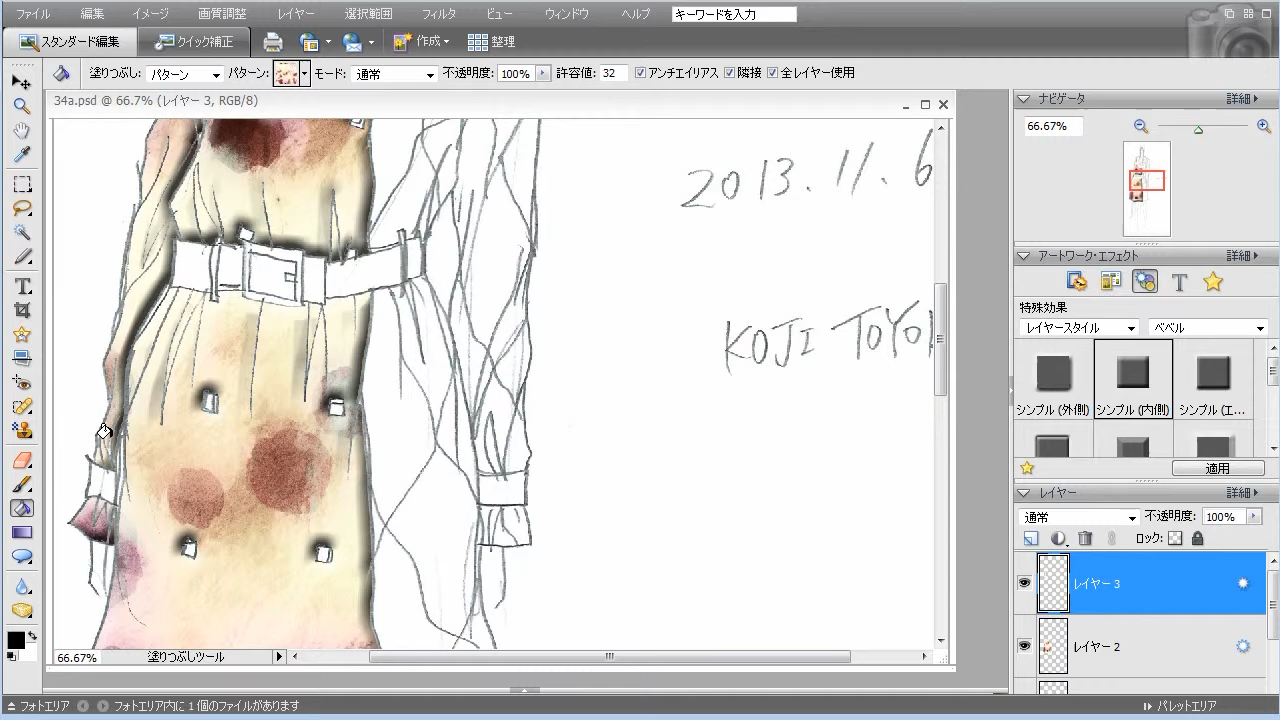 ファイル 編集 イメージ 画質調整 レイヤー 選択範囲 フィルタ ビュー ウィンドウ ヘルプ キーワードを入力
スタンダード編集 クイック補正 作成 整理
塗りつぶし: パターン パターン: モード: 通常 不透明度: 100% 許容値: 32 アンチエイリアス 隣接 全レイヤー使用
34a.psd @ 66.7% (レイヤー 3, RGB/8)
2013.11.6
KOJI TOYO
66.67% 塗りつぶしツール
ナビゲータ 詳細
66.67%
アートワーク・エフェクト 詳細
特殊効果
レイヤースタイル ベベル
シンプル (外側) シンプル (内側) シンプル (エ...
適用
レイヤー 詳細
通常 不透明度: 100%
ロック:
レイヤー 3
レイヤー 2
フォトエリア フォトエリア内に 1 個のファイルがあります パレットエリア